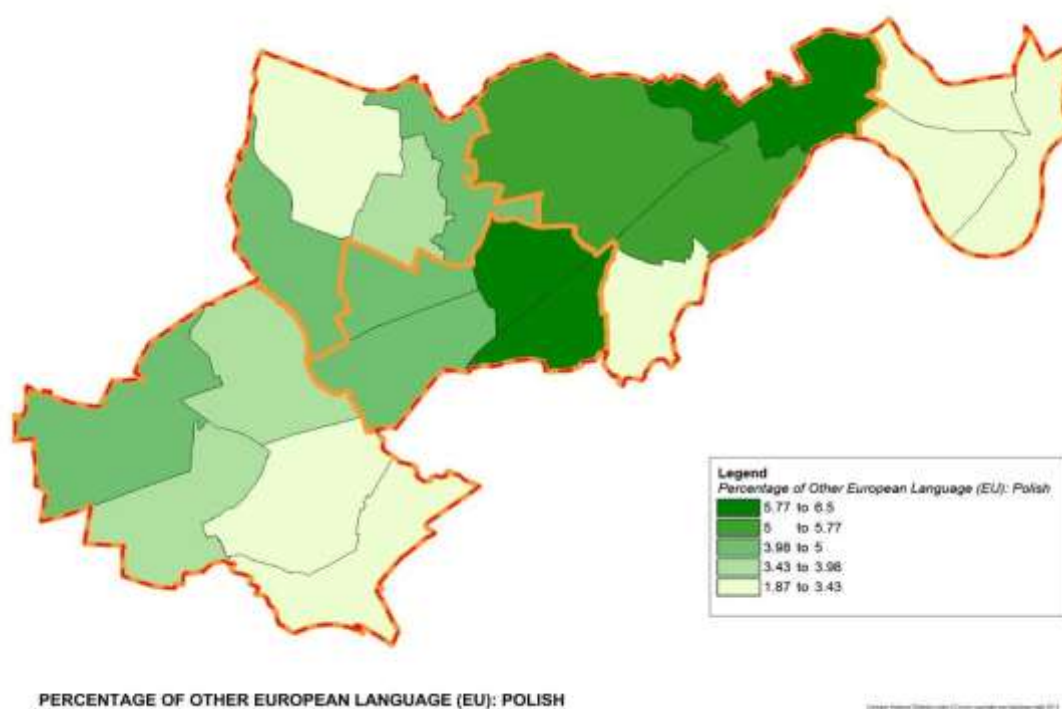 Legend
Percentage of Other European Language (EU): Polish
5.77 to 6.5
5 to 5.77
3.98 to 5
3.43 to 3.98
1.87 to 3.43
PERCENTAGE OF OTHER EUROPEAN LANGUAGE (EU): POLISH